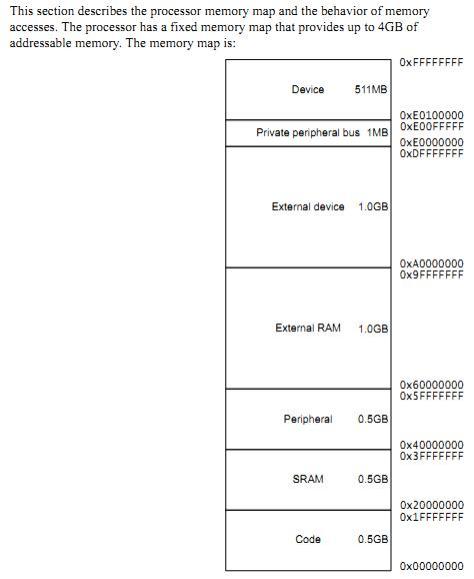 This section describes the processor memory map and the behavior of memory
accesses. The processor has a fixed memory map that provides up to 4GB of
addressable memory. The memory map is:
0xFFFFFFFF
Device 511MB
0xE0100000
0xE00FFFFF
Private peripheral bus 1MB
0xE0000000
0xDFFFFFFF
External device 1.0GB
0xA0000000
0x9FFFFFFF
External RAM 1.0GB
0x60000000
0x5FFFFFFF
Peripheral 0.5GB
0x40000000
0x3FFFFFFF
SRAM 0.5GB
0x20000000
0x1FFFFFFF
Code 0.5GB
0x00000000